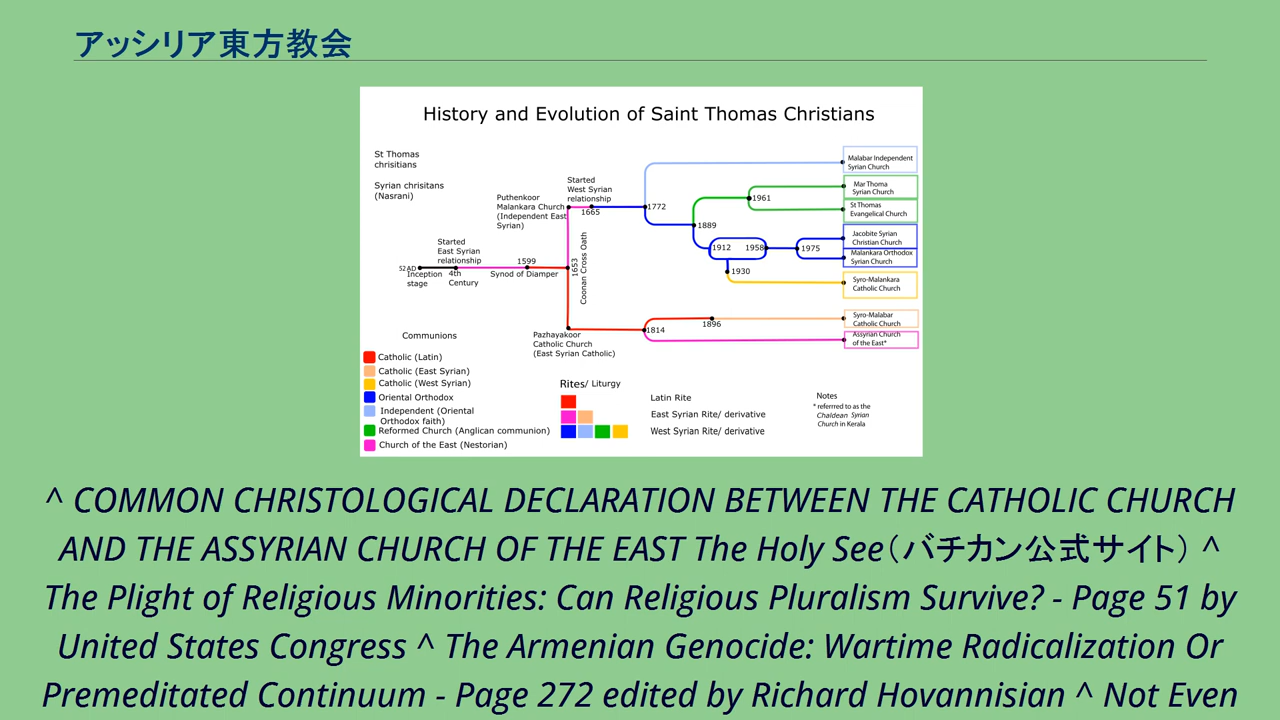 アッシリア東方教会
History and Evolution of Saint Thomas Christians
St Thomas
chrisitians
Syrian chrisitans
(Nasrani)
Started
East Syrian
relationship
52 AD
Inception
stage
4th
Century
1599
Synod of Diamper
1653
Coonan Cross Oath
Puthenkoor
Malankara Church
(Independent East
Syrian)
Started
West Syrian
relationship
1665
1772
1889
1961
1912
1958
1975
1930
Pazhayakoor
Catholic Church
(East Syrian Catholic)
1814
1896
Malabar Independent
Syrian Church
Mar Thoma
Syrian Church
St Thomas
Evangelical Church
Jacobite Syrian
Christian Church
Malankara Orthodox
Syrian Church
Syro-Malankara
Catholic Church
Syro-Malabar
Catholic Church
Assyrian Church
of the East*
Communions
Catholic (Latin)
Catholic (East Syrian)
Catholic (West Syrian)
Oriental Orthodox
Independent (Oriental
Orthodox faith)
Reformed Church (Anglican communion)
Church of the East (Nestorian)
Rites/ Liturgy
Latin Rite
East Syrian Rite/ derivative
West Syrian Rite/ derivative
Notes
* referrred to as the
Chaldean Syrian
Church in Kerala
^ COMMON CHRISTOLOGICAL DECLARATION BETWEEN THE CATHOLIC CHURCH
AND THE ASSYRIAN CHURCH OF THE EAST The Holy See（バチカン公式サイト） ^
The Plight of Religious Minorities: Can Religious Pluralism Survive? - Page 51 by
United States Congress ^ The Armenian Genocide: Wartime Radicalization Or
Premeditated Continuum - Page 272 edited by Richard Hovannisian ^ Not Even